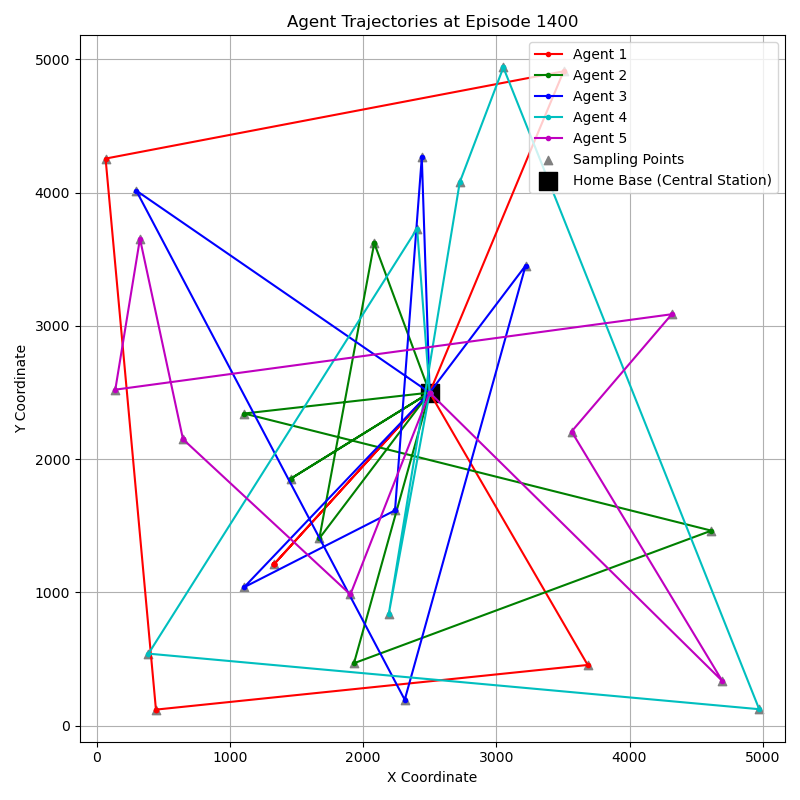 Agent Trajectories at Episode 1400
5000
4000
3000
2000
1000
0
Y Coordinate
0 1000 2000 3000 4000 5000
X Coordinate
Agent 1
Agent 2
Agent 3
Agent 4
Agent 5
Sampling Points
Home Base (Central Station)